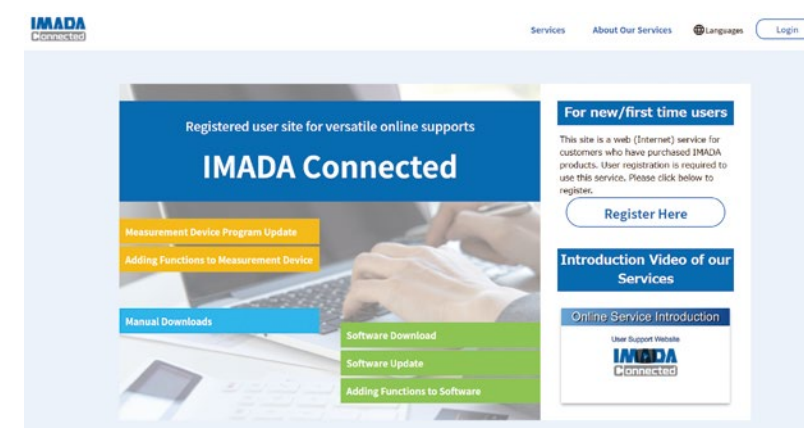 IMADA
Connected
Services
About Our Services
Languages
Login
Registered user site for versatile online supports
IMADA Connected
Measurement Device Program Update
Adding Functions to Measurement Device
Manual Downloads
Software Download
Software Update
Adding Functions to Software
For new/first time users
This site is a web (Internet) service for
customers who have purchased IMADA
products. User registration is required to
use this service. Please click below to
register.
Register Here
Introduction Video of our
Services
Online Service Introduction
User Support Website
IMADA
Connected